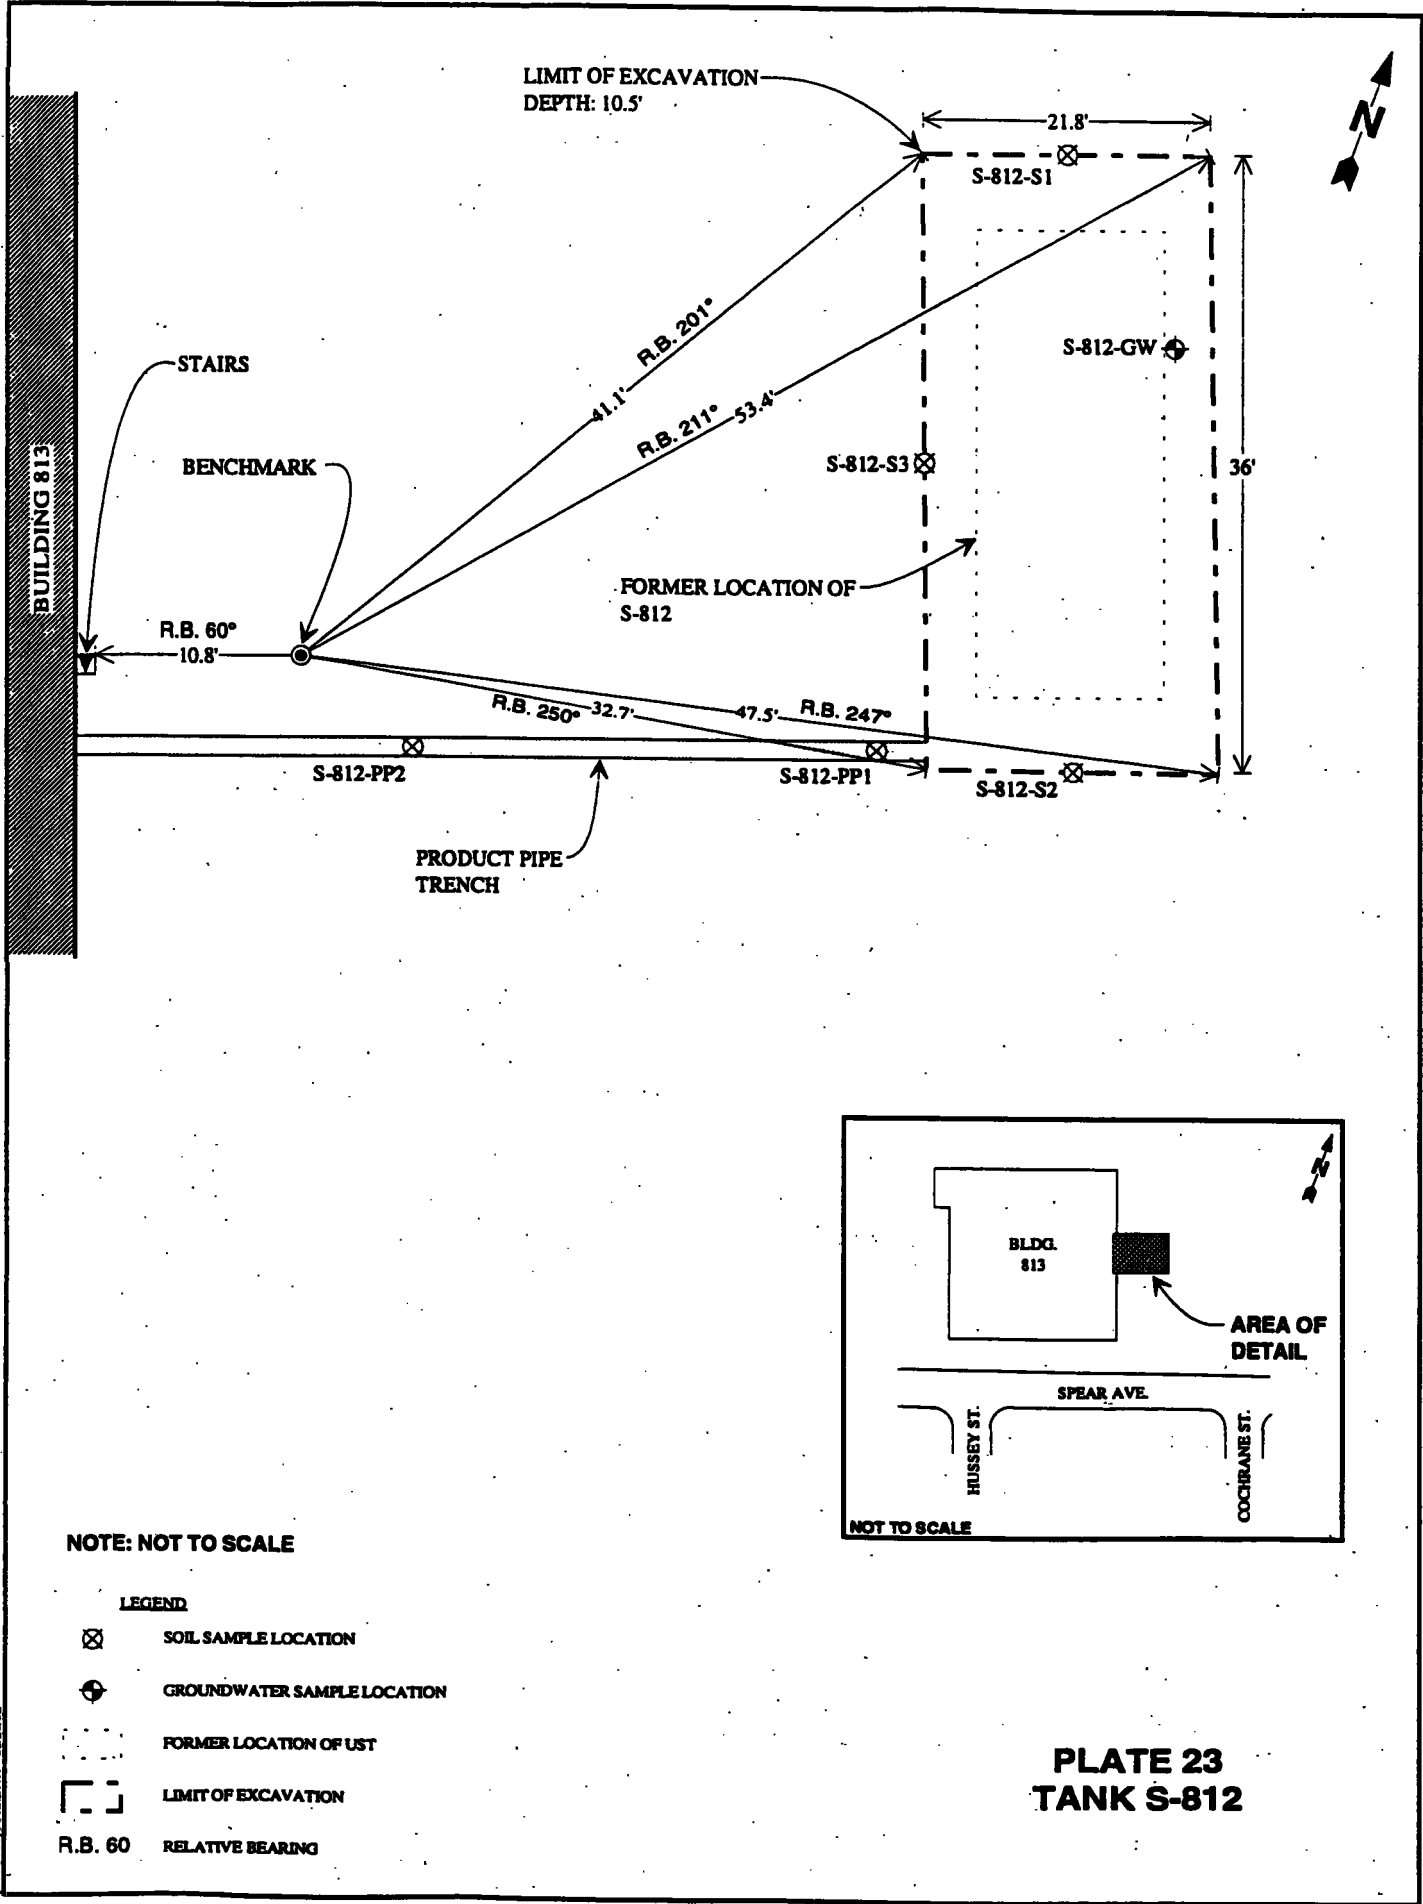 LIMIT OF EXCAVATION
DEPTH: 10.5'
21.8'
N
S-812-S1
R.B. 201°
41.1'
S-812-GW
STAIRS
R.B. 211°
53.4'
BENCHMARK
S-812-S3
36'
BUILDING 813
FORMER LOCATION OF
S-812
R.B. 60°
10.8'
R.B. 250°
32.7'
47.5'
R.B. 247°
S-812-PP2
S-812-PP1
S-812-S2
PRODUCT PIPE
TRENCH
N
BLDG.
813
AREA OF
DETAIL
SPEAR AVE.
HUSSEY ST.
COCHRANE ST.
NOT TO SCALE
NOTE: NOT TO SCALE
LEGEND
SOIL SAMPLE LOCATION
GROUNDWATER SAMPLE LOCATION
FORMER LOCATION OF UST
LIMIT OF EXCAVATION
R.B. 60 RELATIVE BEARING
PLATE 23
TANK S-812